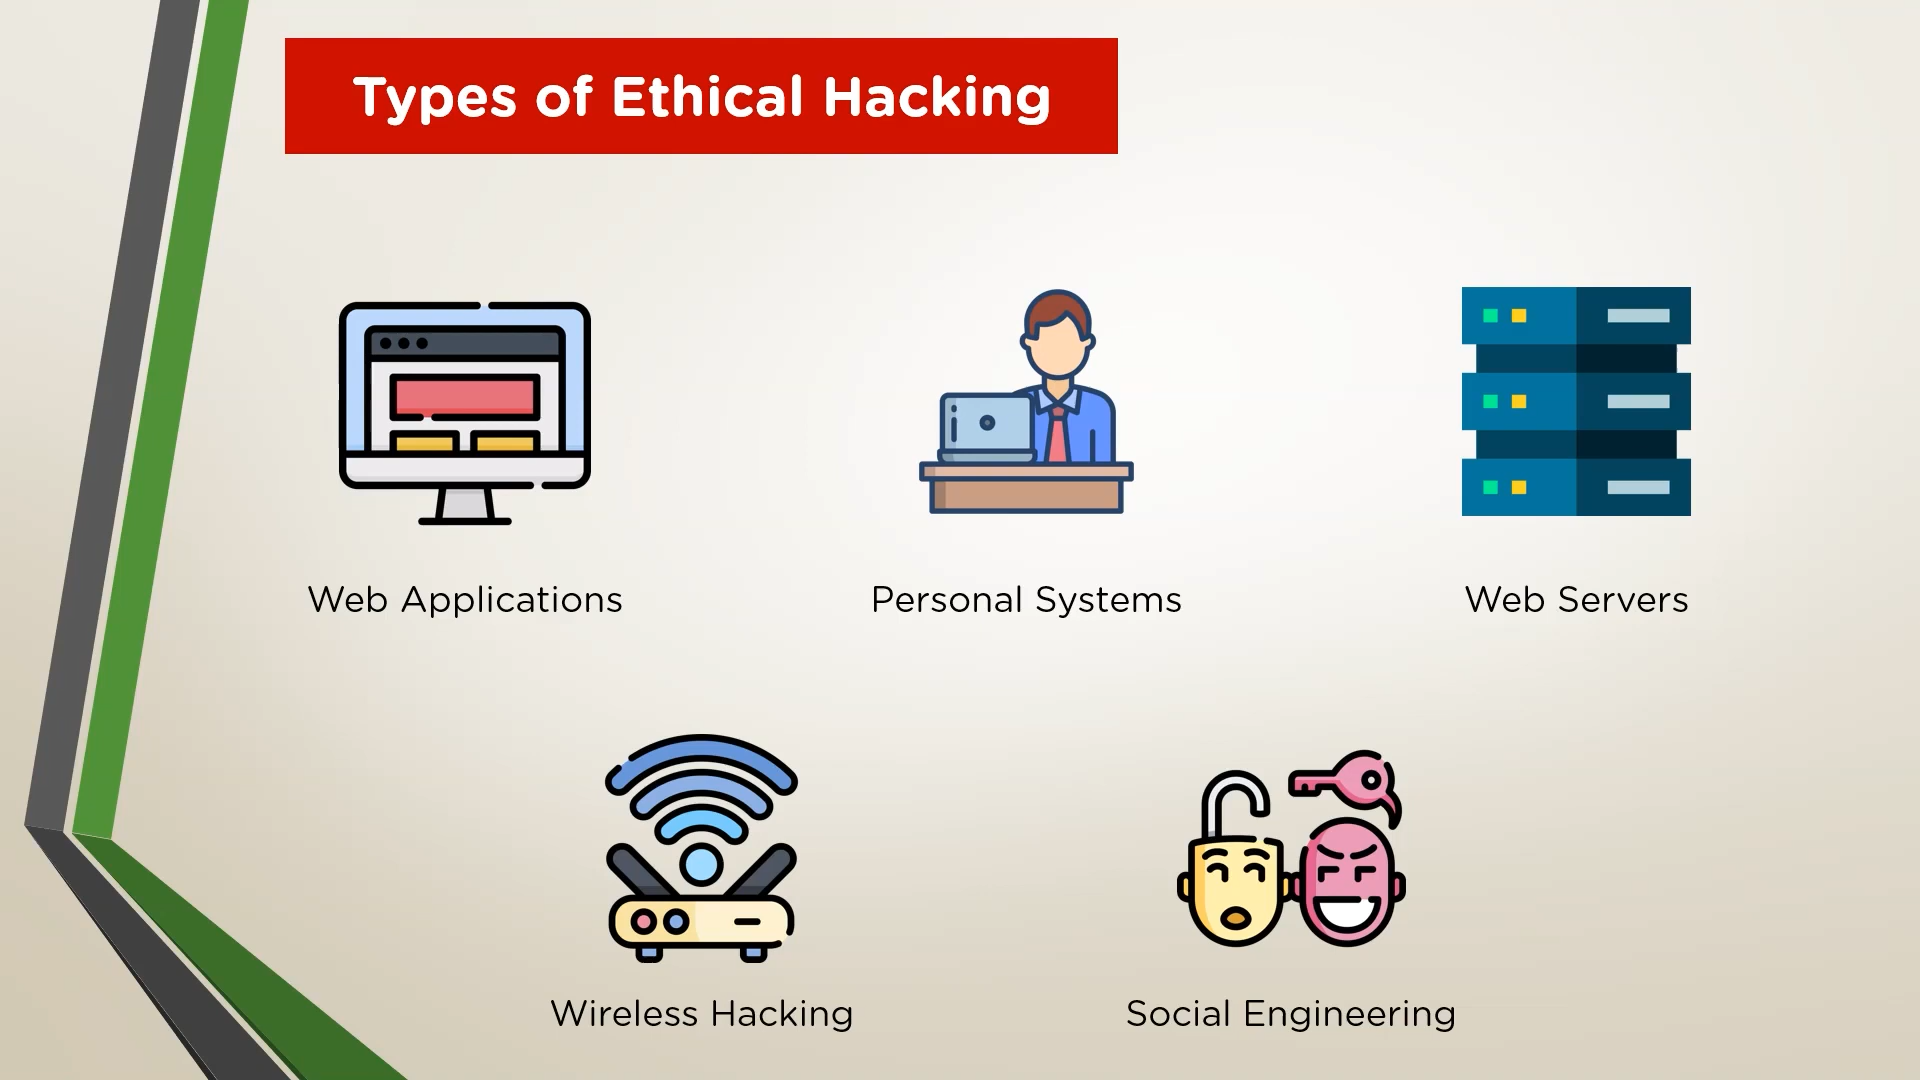 Types of Ethical Hacking
Web Applications
Personal Systems
Web Servers
Wireless Hacking
Social Engineering